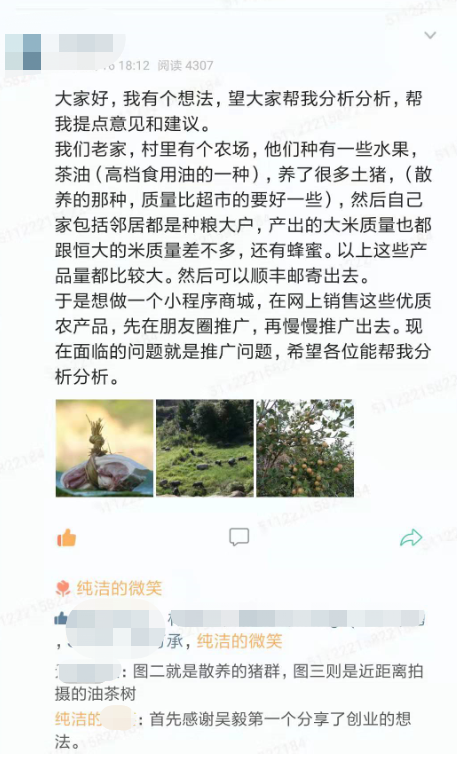 18:12 阅读 4307
大家好，我有个想法，望大家帮我分析分析，帮
我提点意见和建议。
我们老家，村里有个农场，他们种有一些水果，
茶油（高档食用油的一种），养了很多土猪，（散
养的那种，质量比超市的要好一些），然后自己
家包括邻居都是种粮大户，产出的大米质量也都
跟恒大的米质量差不多，还有蜂蜜。以上这些产
品量都比较大。然后可以顺丰邮寄出去。
于是想做一个小程序商城，在网上销售这些优质
农产品，先在朋友圈推广，再慢慢推广出去。现
在面临的问题就是推广问题，希望各位能帮我分
析分析。
纯洁的微笑
承，纯洁的微笑
：图二就是散养的猪群，图三则是近距离拍
摄的油茶树
纯洁的：首先感谢吴毅第一个分享了创业的想
法。